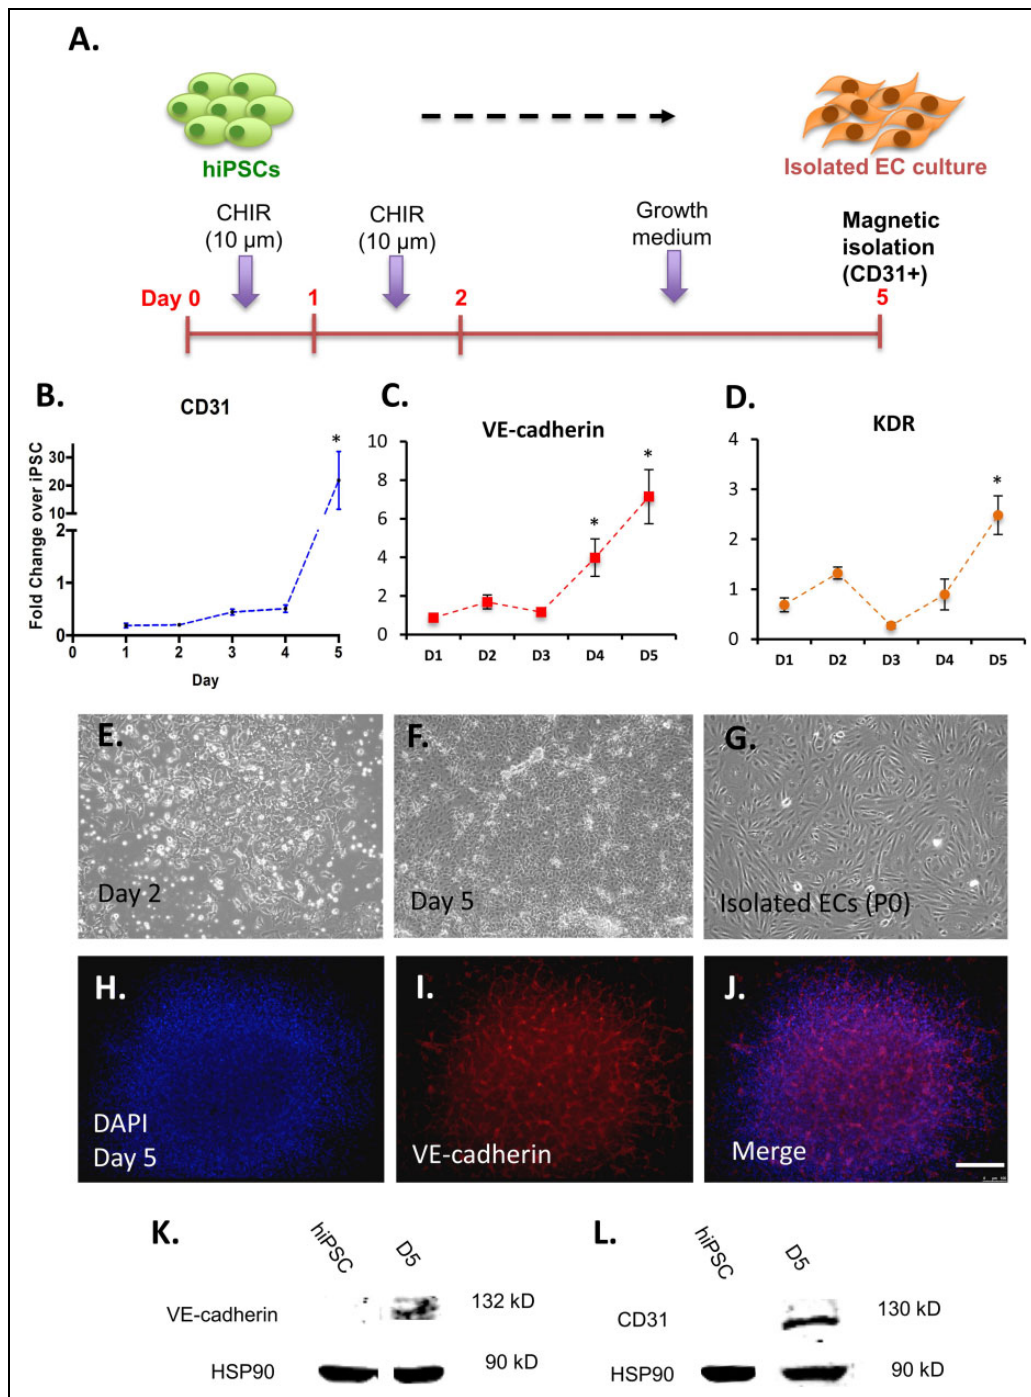 A.
hiPSCs
Isolated EC culture
CHIR
(10 µm)
CHIR
(10 µm)
Growth
medium
Magnetic
isolation
(CD31+)
Day 0
1
2
5
B.
CD31
Fold Change over iPSC
30
20
10
2
1
0
0
1
2
3
4
5
Day
*
C.
VE-cadherin
10
8
6
4
2
0
D1
D2
D3
D4
D5
*
*
D.
KDR
4
3
2
1
0
D1
D2
D3
D4
D5
*
E.
Day 2
F.
Day 5
G.
Isolated ECs (P0)
H.
DAPI
Day 5
I.
VE-cadherin
J.
Merge
K.
hiPSC
D5
VE-cadherin
132 kD
HSP90
90 kD
L.
hiPSC
D5
CD31
130 kD
HSP90
90 kD